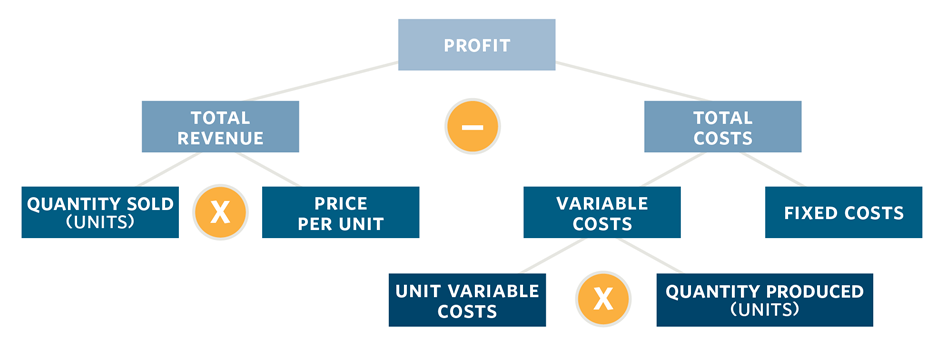 PROFIT
TOTAL
REVENUE
–
TOTAL
COSTS
QUANTITY SOLD
(UNITS)
X
PRICE
PER UNIT
VARIABLE
COSTS
FIXED COSTS
UNIT VARIABLE
COSTS
X
QUANTITY PRODUCED
(UNITS)